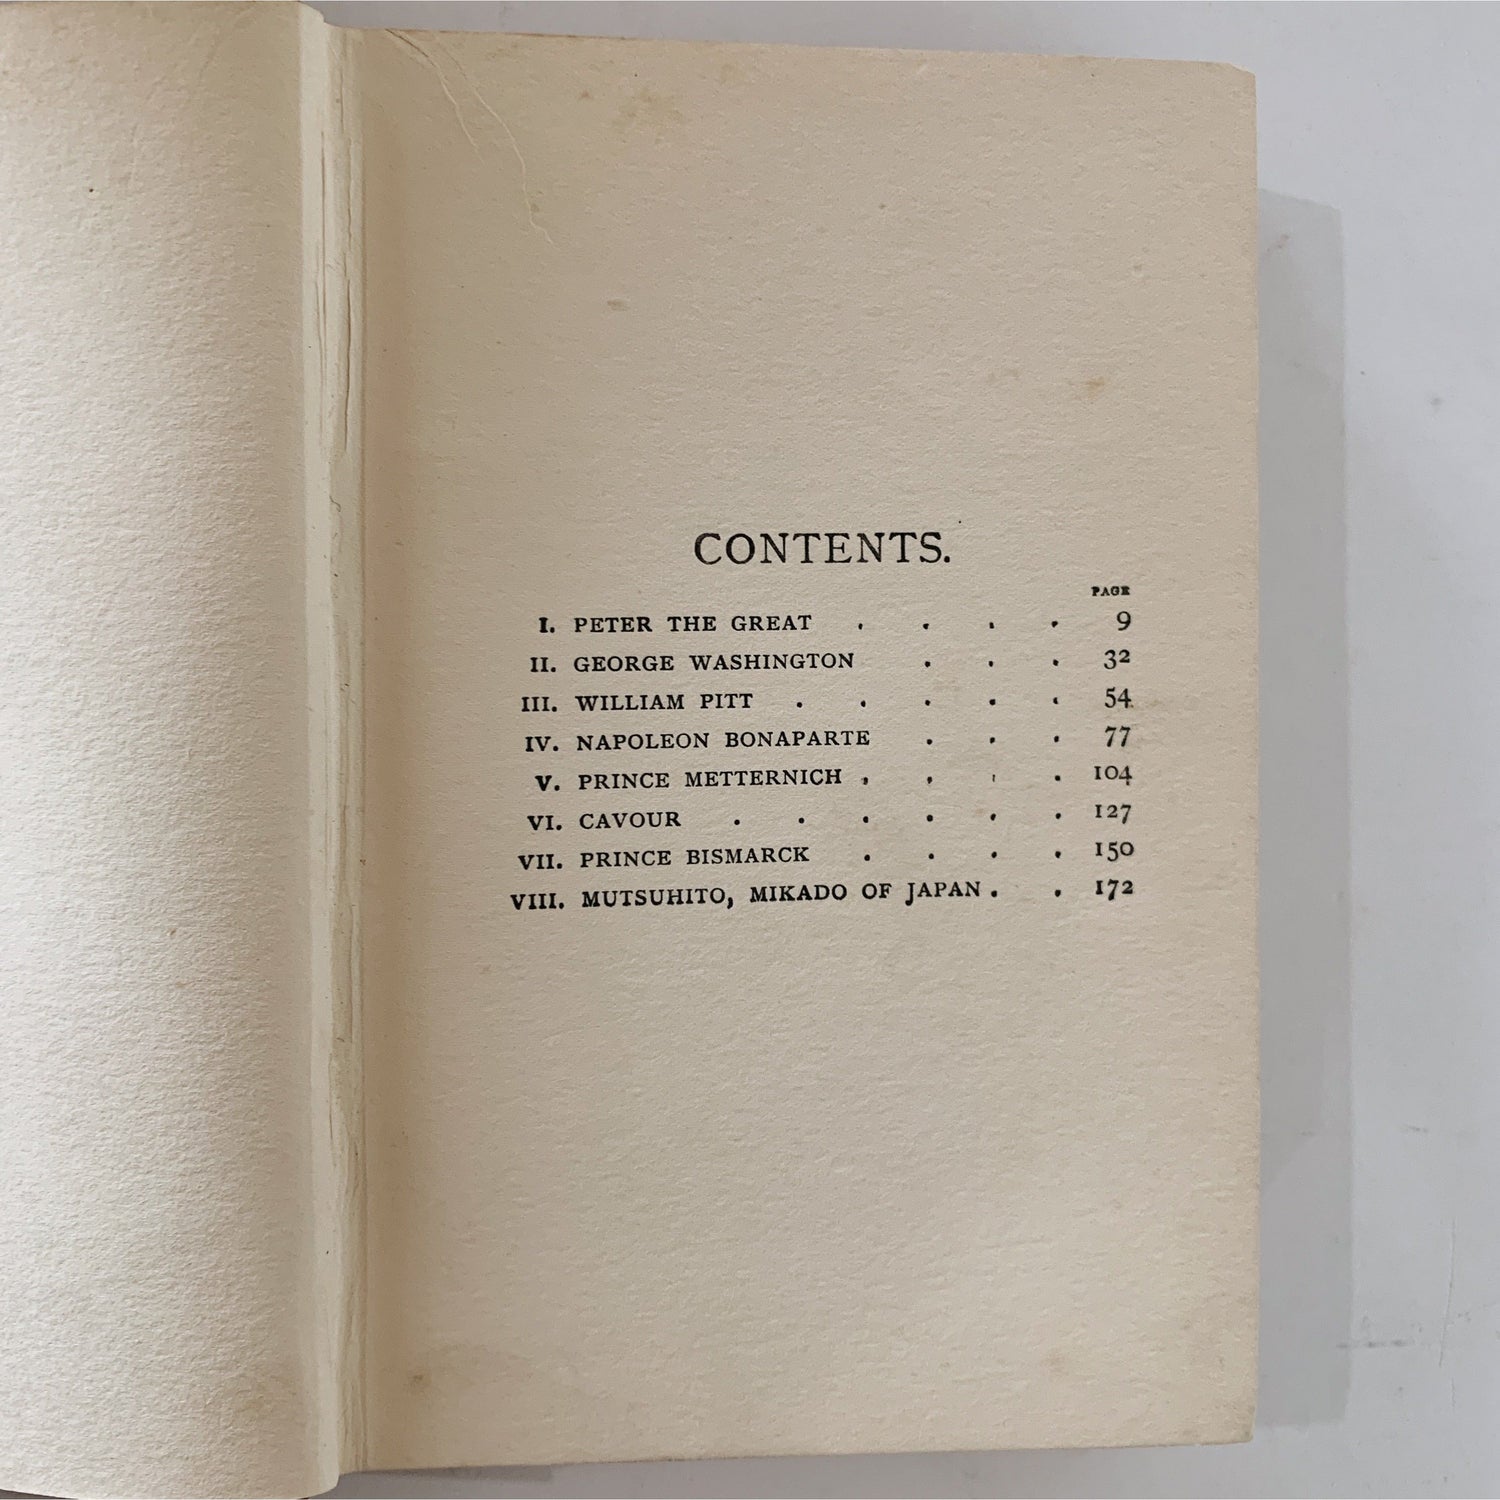 CONTENTS.
PAGE
I. PETER THE GREAT . . . . 9
II. GEORGE WASHINGTON . . . 32
III. WILLIAM PITT . . . . . 54
IV. NAPOLEON BONAPARTE . . . 77
V. PRINCE METTERNICH . . . . 104
VI. CAVOUR . . . . . . 127
VII. PRINCE BISMARCK . . . . 150
VIII. MUTSUHITO, MIKADO OF JAPAN . . 172